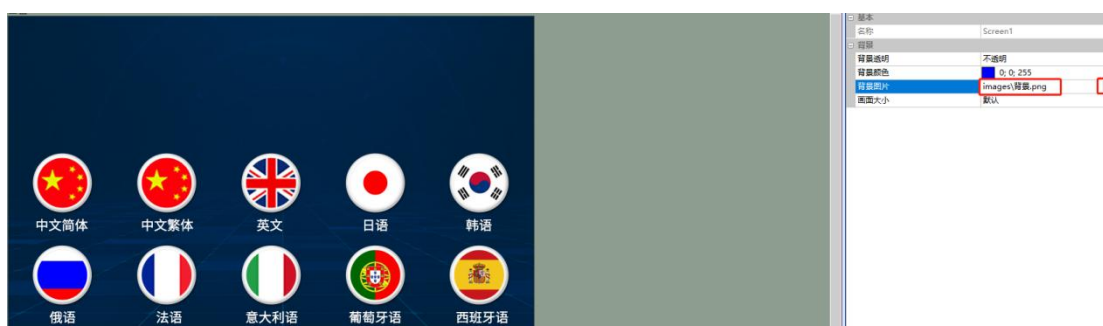 中文简体 中文繁体 英文 日语 韩语
俄语 法语 意大利语 葡萄牙语 西班牙语
基本
名称 Screen1
背景
背景透明 不透明
背景颜色 0; 0; 255
背景图片 images\背景.png
画面大小 默认